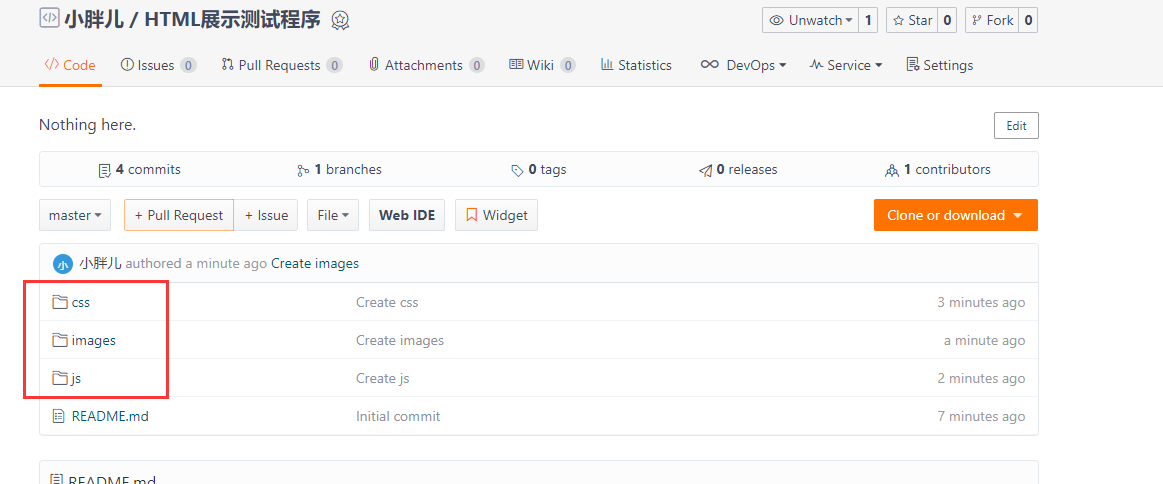 小胖儿 / HTML展示测试程序
Unwatch 1 Star 0 Fork 0
Code Issues 0 Pull Requests 0 Attachments 0 Wiki 0 Statistics DevOps Service Settings
Nothing here. Edit
4 commits 1 branches 0 tags 0 releases 1 contributors
master + Pull Request + Issue File Web IDE Widget Clone or download
小 小胖儿 authored a minute ago Create images
css Create css 3 minutes ago
images Create images a minute ago
js Create js 2 minutes ago
README.md Initial commit 7 minutes ago
README.md